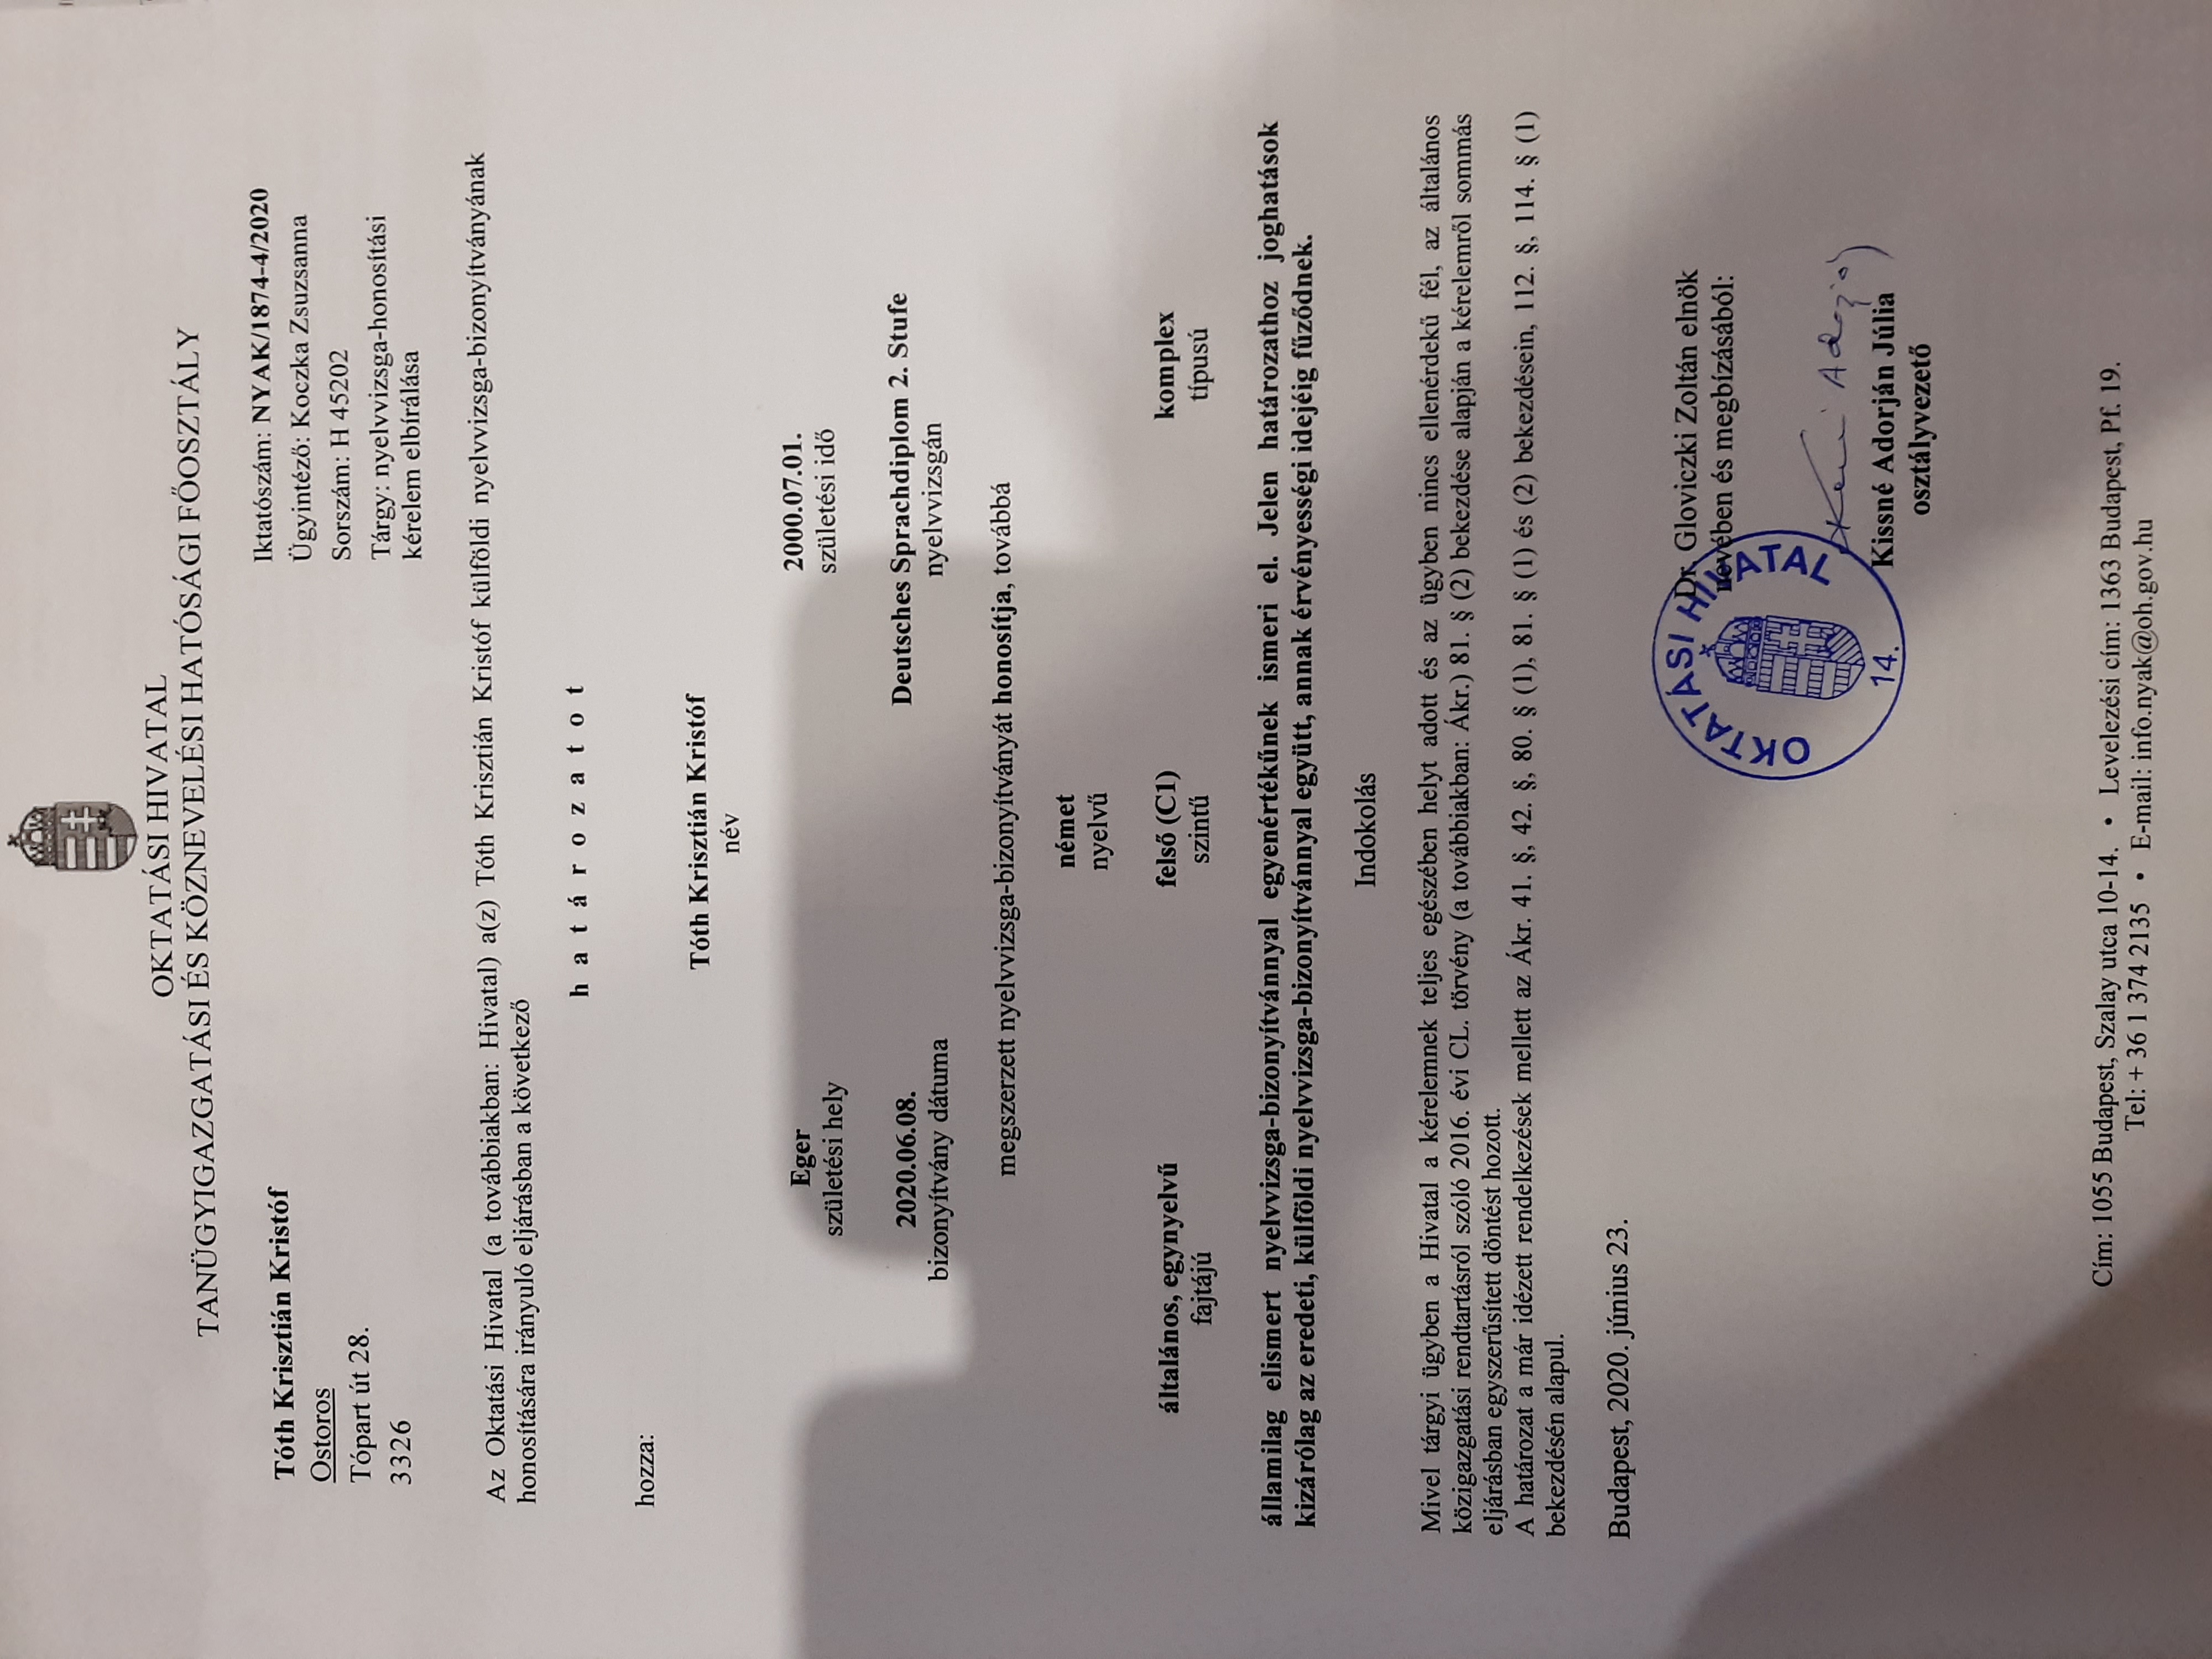 OKTATÁSI HIVATAL
TANÜGYIGAZGATÁSI ÉS KÖZNEVELÉSI HATÓSÁGI FŐOSZTÁLY
Tóth Krisztián Kristóf
Ostoros
Tópart út 28.
3326
Iktatószám: NYAK/1874-4/2020
Ügyintéző: Koczka Zsuzsanna
Sorszám: H 45202
Tárgy: nyelvvizsga-honosítási
kérelem elbírálása
Az Oktatási Hivatal (a továbbiakban: Hivatal) a(z) Tóth Krisztián Kristóf külföldi nyelvvizsga-bizonyítványának
honosítására irányuló eljárásban a következő
h a t á r o z a t o t
hozza:
Tóth Krisztián Kristóf
név
Eger 2000.07.01.
születési hely születési idő
2020.06.08. Deutsches Sprachdiplom 2. Stufe
bizonyítvány dátuma nyelvvizsgán
megszerzett nyelvvizsga-bizonyítványát honosítja, továbbá
német
nyelvű
általános, egynyelvű felső (C1) komplex
fajtájú szintű típusú
államilag elismert nyelvvizsga-bizonyítvánnyal egyenértékűnek ismeri el. Jelen határozathoz joghatások
kizárólag az eredeti, külföldi nyelvvizsga-bizonyítvánnyal együtt, annak érvényességi idejéig fűződnek.
Indokolás
Mivel tárgyi ügyben a Hivatal a kérelemnek teljes egészében helyt adott és az ügyben nincs ellenérdekű fél, az általános
közigazgatási rendtartásról szóló 2016. évi CL. törvény (a továbbiakban: Ákr.) 81. § (2) bekezdése alapján a kérelemről sommás
eljárásban egyszerűsített döntést hozott.
A határozat a már idézett rendelkezések mellett az Ákr. 41. §, 42. §, 80. § (1), 81. § (1) és (2) bekezdésein, 112. §, 114. § (1)
bekezdésén alapul.
Budapest, 2020. június 23.
Dr. Gloviczki Zoltán elnök
nevében és megbízásából:
OKTATÁSI HIVATAL
14.
Kissné Adorján Júlia
osztályvezető
Cím: 1055 Budapest, Szalay utca 10-14. • Levelezési cím: 1363 Budapest, Pf. 19.
Tel: + 36 1 374 2135 • E-mail: info.nyak@oh.gov.hu